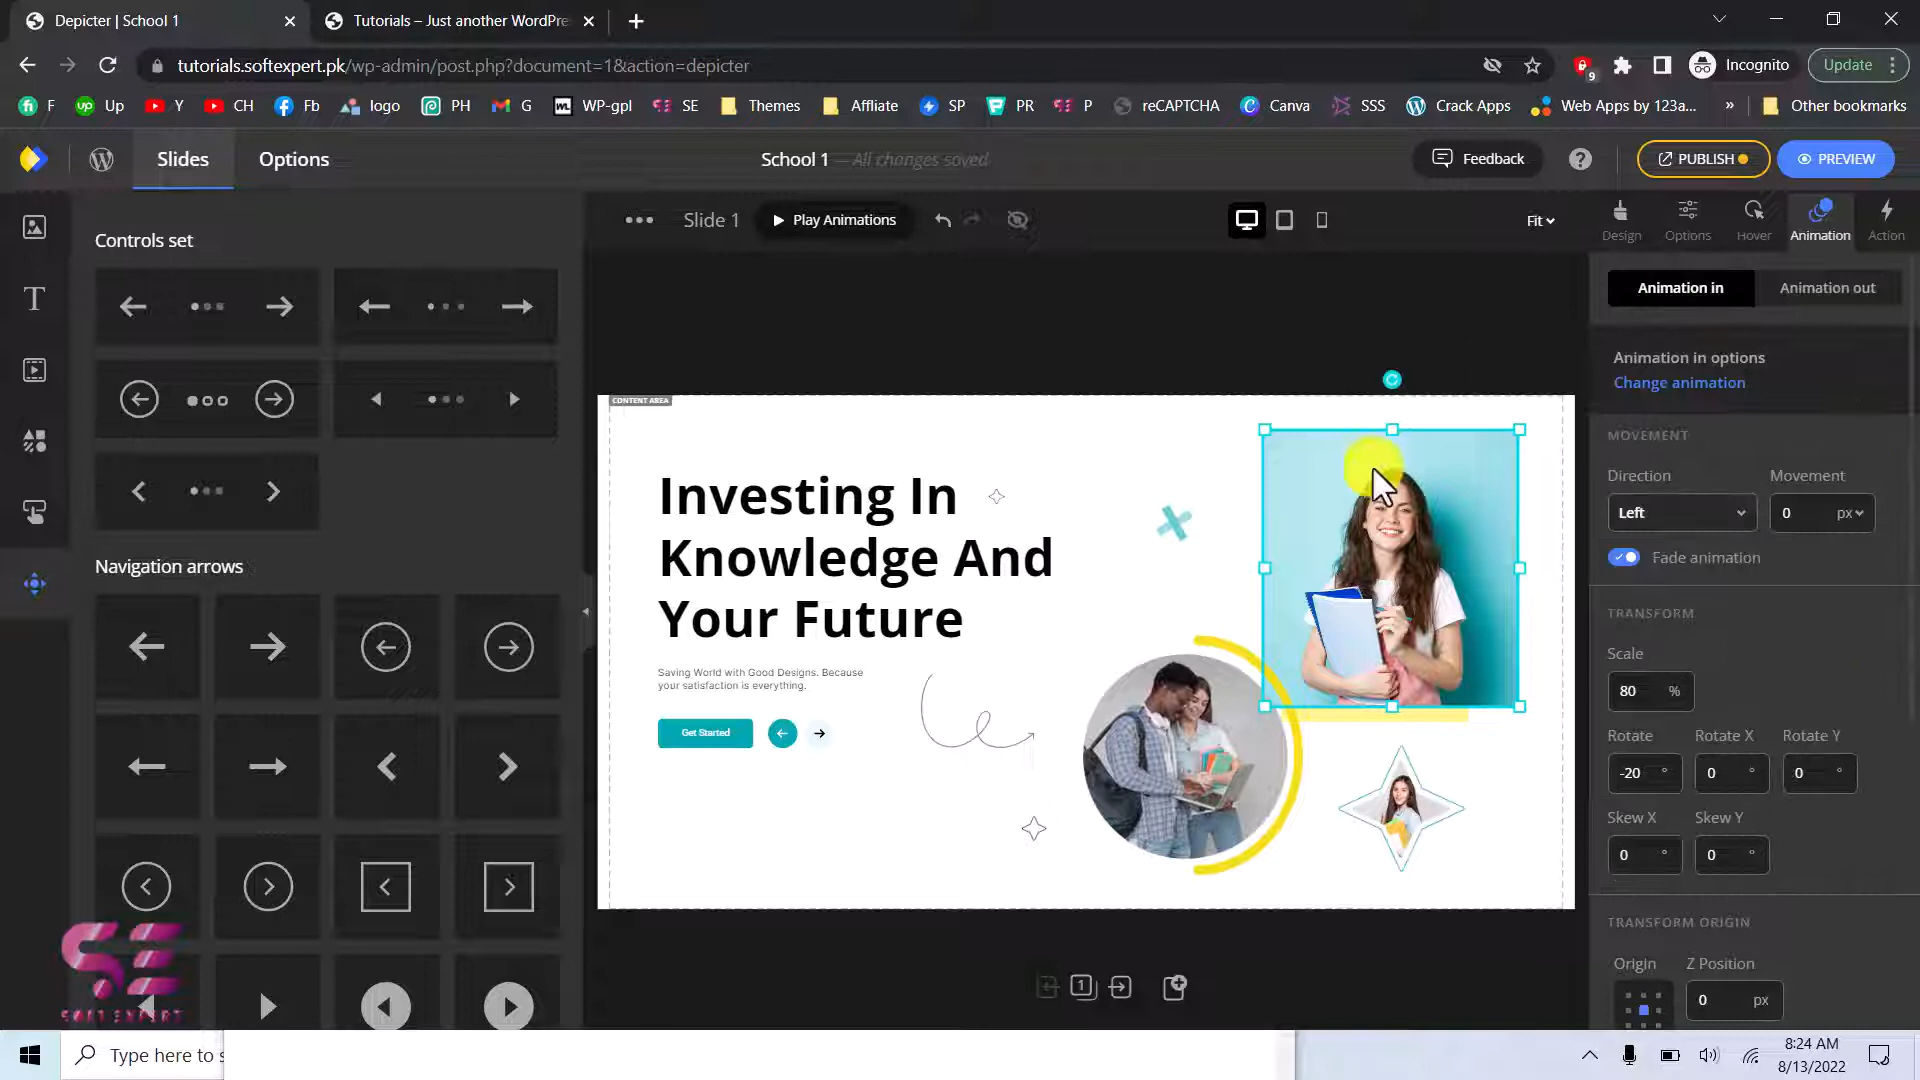 Depicter | School 1
Tutorials – Just another WordPre
tutorials.softexpert.pk/wp-admin/post.php?document=1&action=depicter
9
Incognito
Update
F
Up
Y
CH
Fb
logo
PH
G
WP-gpl
SE
Themes
Affliate
SP
PR
P
reCAPTCHA
Canva
SSS
Crack Apps
Web Apps by 123a...
»
Other bookmarks
Slides
Options
School 1 — All changes saved
Feedback
?
PUBLISH
PREVIEW
Slide 1
Play Animations
Fit
Design
Options
Hover
Animation
Action
Controls set
Navigation arrows
Animation in
Animation out
Animation in options
Change animation
MOVEMENT
Direction
Movement
Left
0
px
Fade animation
TRANSFORM
Scale
80
%
Rotate
Rotate X
Rotate Y
-20 °
0 °
0 °
Skew X
Skew Y
0 °
0 °
TRANSFORM ORIGIN
Origin
Z Position
0
px
CONTENT AREA
Investing In
Knowledge And
Your Future
Saving World with Good Designs. Because
your satisfaction is everything.
Get Started
1
SE
SOFT EXPERT
Type here to s
8:24 AM
8/13/2022